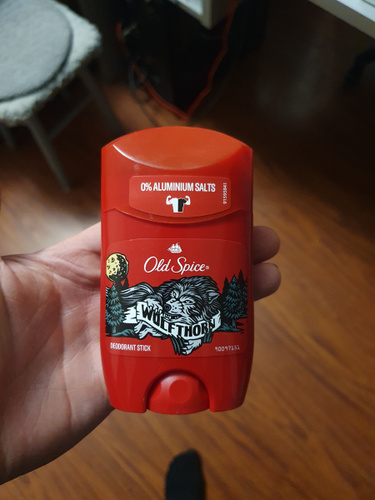 0% ALUMINIUM SALTS
Old Spice
WOLFTHORN
DEODORANT STICK